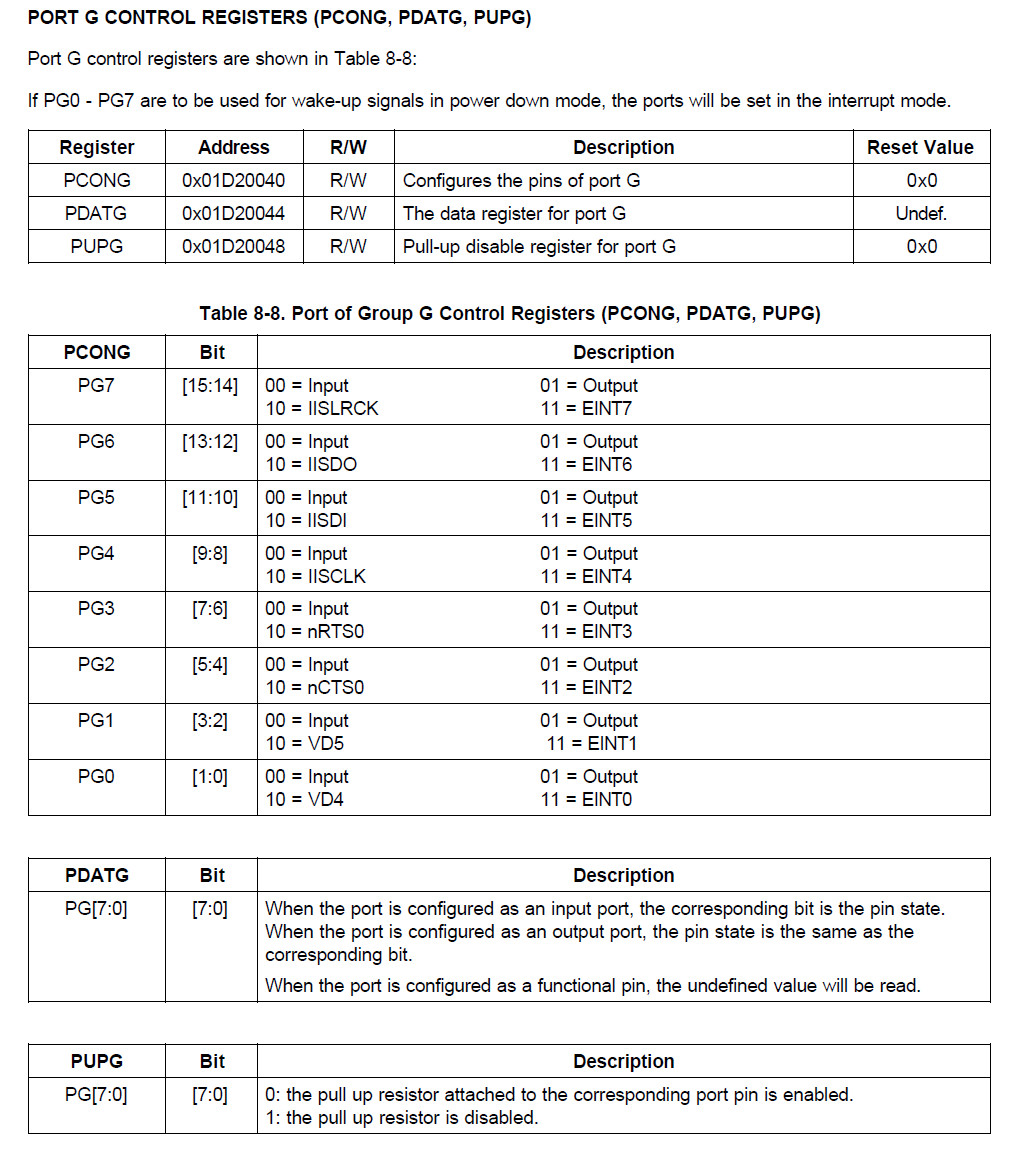 PORT G CONTROL REGISTERS (PCONG, PDATG, PUPG)
Port G control registers are shown in Table 8-8:
If PG0 - PG7 are to be used for wake-up signals in power down mode, the ports will be set in the interrupt mode.
Register Address R/W Description Reset Value
PCONG 0x01D20040 R/W Configures the pins of port G 0x0
PDATG 0x01D20044 R/W The data register for port G Undef.
PUPG 0x01D20048 R/W Pull-up disable register for port G 0x0
Table 8-8. Port of Group G Control Registers (PCONG, PDATG, PUPG)
PCONG Bit Description
PG7 [15:14] 00 = Input 01 = Output
10 = IISLRCK 11 = EINT7
PG6 [13:12] 00 = Input 01 = Output
10 = IISDO 11 = EINT6
PG5 [11:10] 00 = Input 01 = Output
10 = IISDI 11 = EINT5
PG4 [9:8] 00 = Input 01 = Output
10 = IISCLK 11 = EINT4
PG3 [7:6] 00 = Input 01 = Output
10 = nRTS0 11 = EINT3
PG2 [5:4] 00 = Input 01 = Output
10 = nCTS0 11 = EINT2
PG1 [3:2] 00 = Input 01 = Output
10 = VD5 11 = EINT1
PG0 [1:0] 00 = Input 01 = Output
10 = VD4 11 = EINT0
PDATG Bit Description
PG[7:0] [7:0] When the port is configured as an input port, the corresponding bit is the pin state.
When the port is configured as an output port, the pin state is the same as the
corresponding bit.
When the port is configured as a functional pin, the undefined value will be read.
PUPG Bit Description
PG[7:0] [7:0] 0: the pull up resistor attached to the corresponding port pin is enabled.
1: the pull up resistor is disabled.